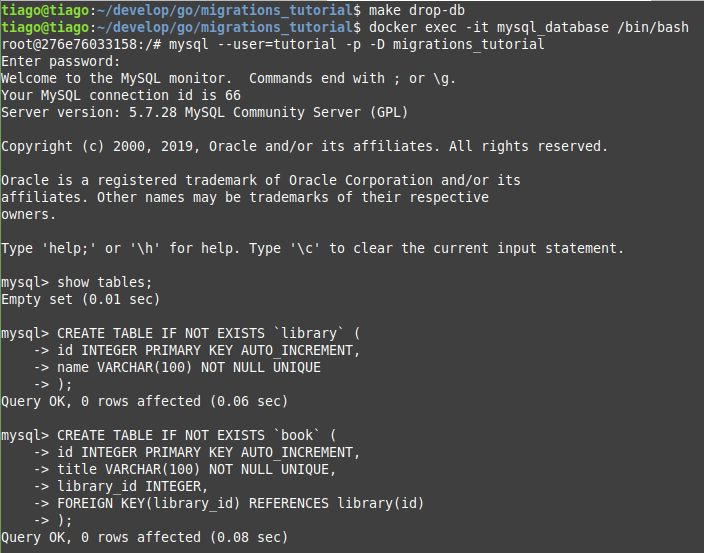 tiago@tiago:~/develop/go/migrations_tutorial$ make drop-db
tiago@tiago:~/develop/go/migrations_tutorial$ docker exec -it mysql_database /bin/bash
root@276e76033158:/# mysql --user=tutorial -p -D migrations_tutorial
Enter password:
Welcome to the MySQL monitor.  Commands end with ; or \g.
Your MySQL connection id is 66
Server version: 5.7.28 MySQL Community Server (GPL)

Copyright (c) 2000, 2019, Oracle and/or its affiliates. All rights reserved.

Oracle is a registered trademark of Oracle Corporation and/or its
affiliates. Other names may be trademarks of their respective
owners.

Type 'help;' or '\h' for help. Type '\c' to clear the current input statement.

mysql> show tables;
Empty set (0.01 sec)

mysql> CREATE TABLE IF NOT EXISTS `library` (
    -> id INTEGER PRIMARY KEY AUTO_INCREMENT,
    -> name VARCHAR(100) NOT NULL UNIQUE
    -> );
Query OK, 0 rows affected (0.06 sec)

mysql> CREATE TABLE IF NOT EXISTS `book` (
    -> id INTEGER PRIMARY KEY AUTO_INCREMENT,
    -> title VARCHAR(100) NOT NULL UNIQUE,
    -> library_id INTEGER,
    -> FOREIGN KEY(library_id) REFERENCES library(id)
    -> );
Query OK, 0 rows affected (0.08 sec)